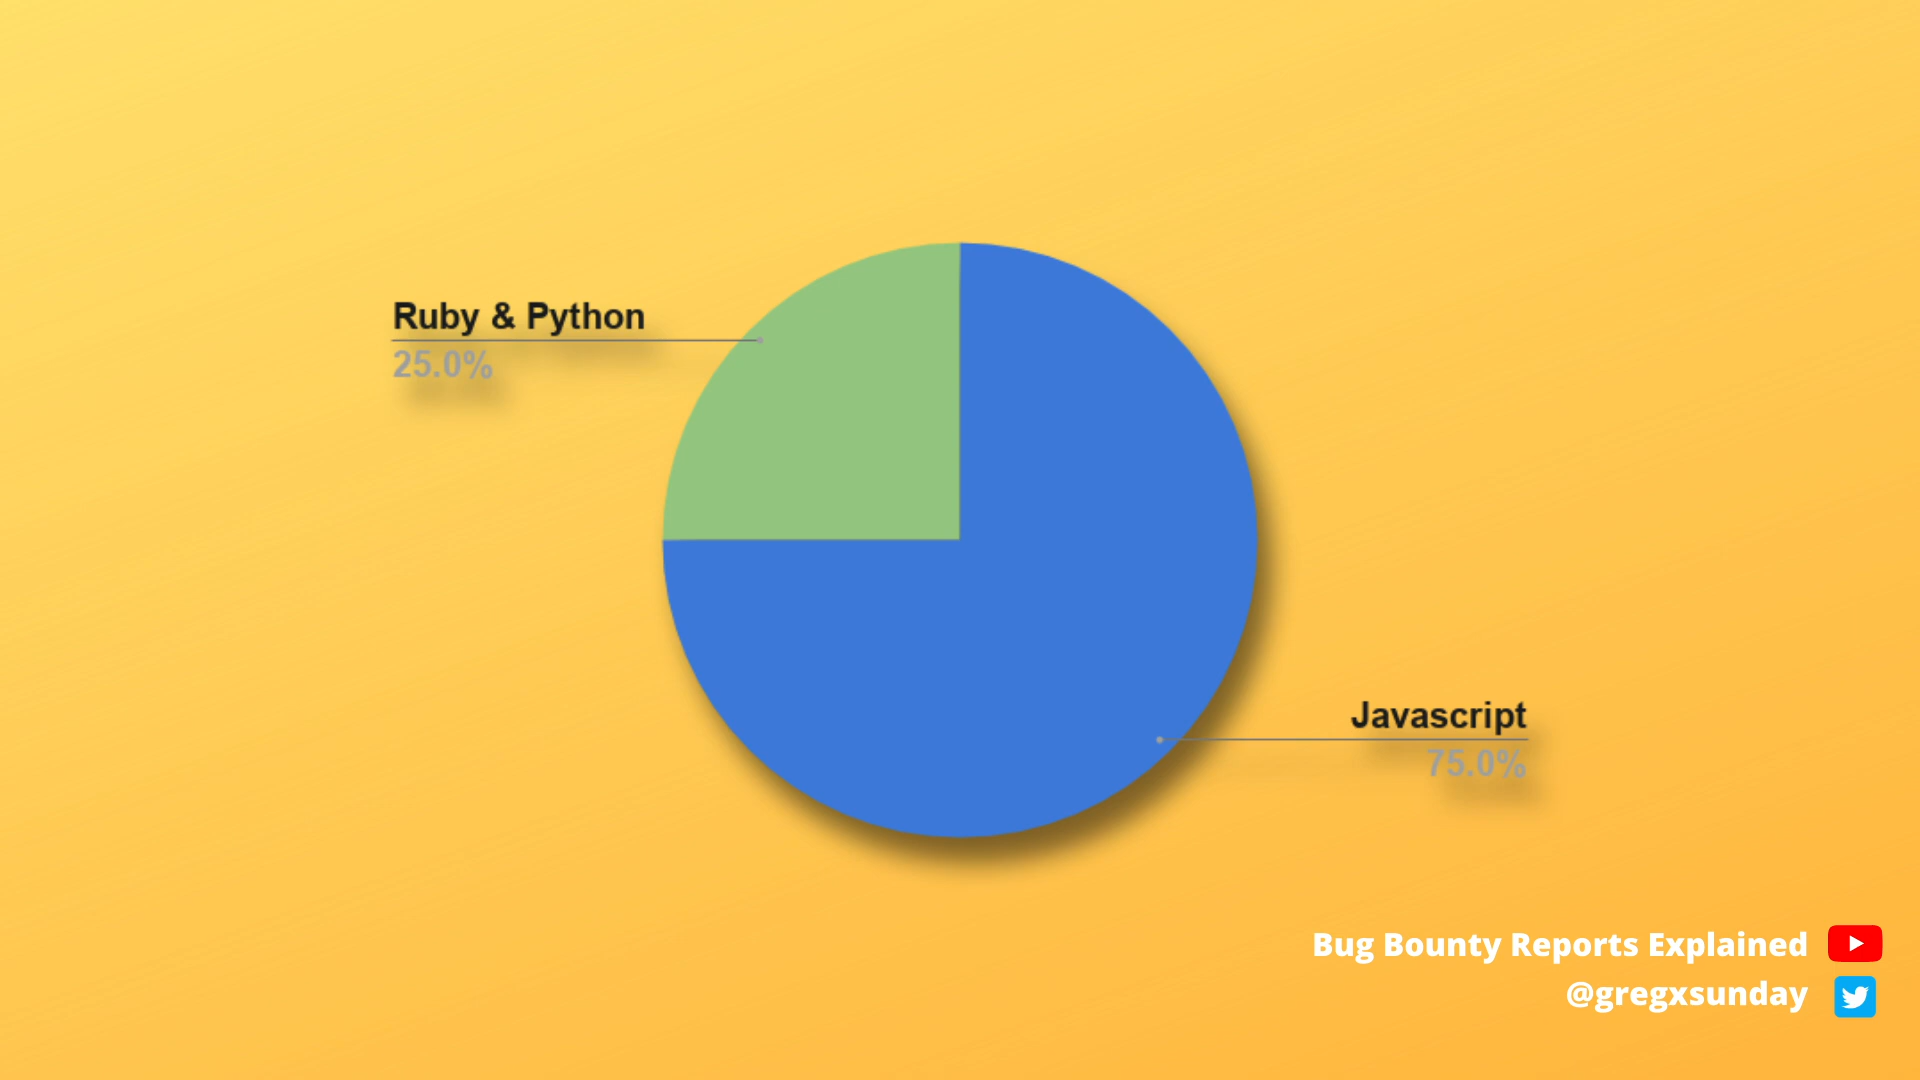 Ruby & Python
25.0%
Javascript
75.0%
Bug Bounty Reports Explained
@gregxsunday